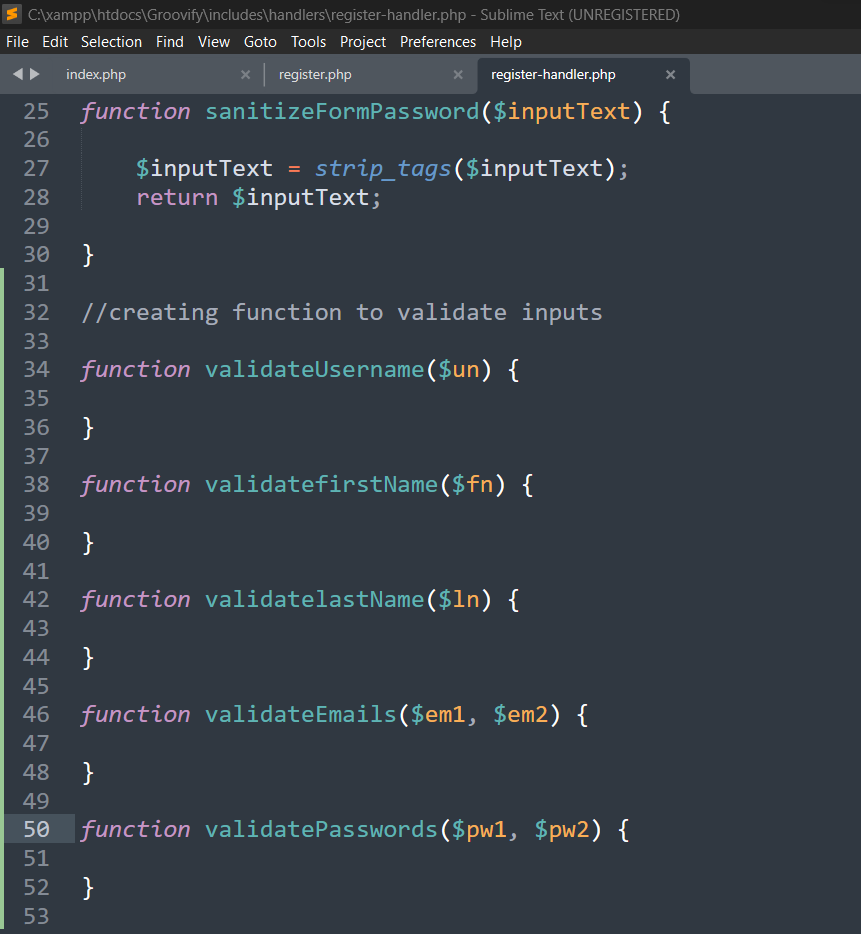 C:\xampp\htdocs\Groovify\includes\handlers\register-handler.php - Sublime Text (UNREGISTERED)
File Edit Selection Find View Goto Tools Project Preferences Help
index.php × register.php × register-handler.php ×
25 function sanitizeFormPassword($inputText) {
26
27 $inputText = strip_tags($inputText);
28 return $inputText;
29
30 }
31
32 //creating function to validate inputs
33
34 function validateUsername($un) {
35
36 }
37
38 function validatefirstName($fn) {
39
40 }
41
42 function validatelastName($ln) {
43
44 }
45
46 function validateEmails($em1, $em2) {
47
48 }
49
50 function validatePasswords($pw1, $pw2) {
51
52 }
53